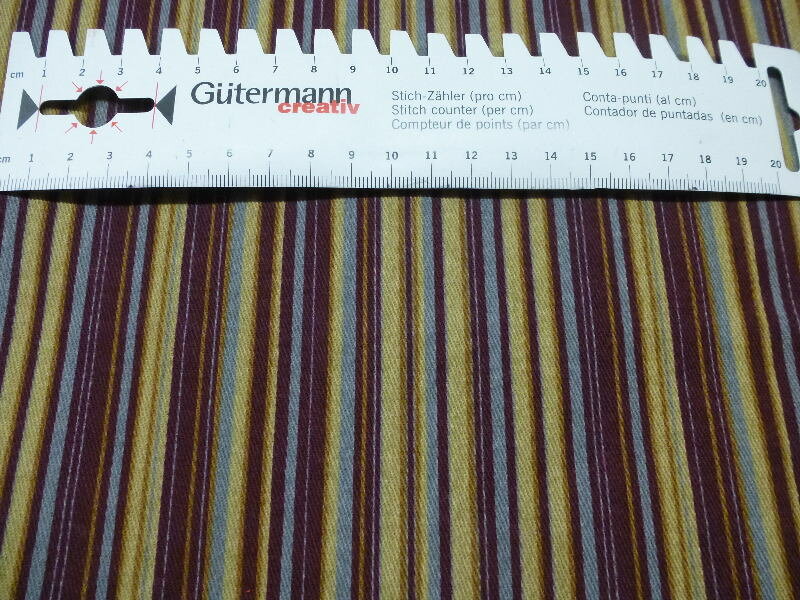 cm 1 2 3 4 5 6 7 8 9 10 11 12 13 14 15 16 17 18 19 20
Gütermann
creativ
Stich-Zähler (pro cm)
Stitch counter (per cm)
Compteur de points (par cm)
Conta-punti (al cm)
Contador de puntadas (en cm)
cm 1 2 3 4 5 6 7 8 9 10 11 12 13 14 15 16 17 18 19 20